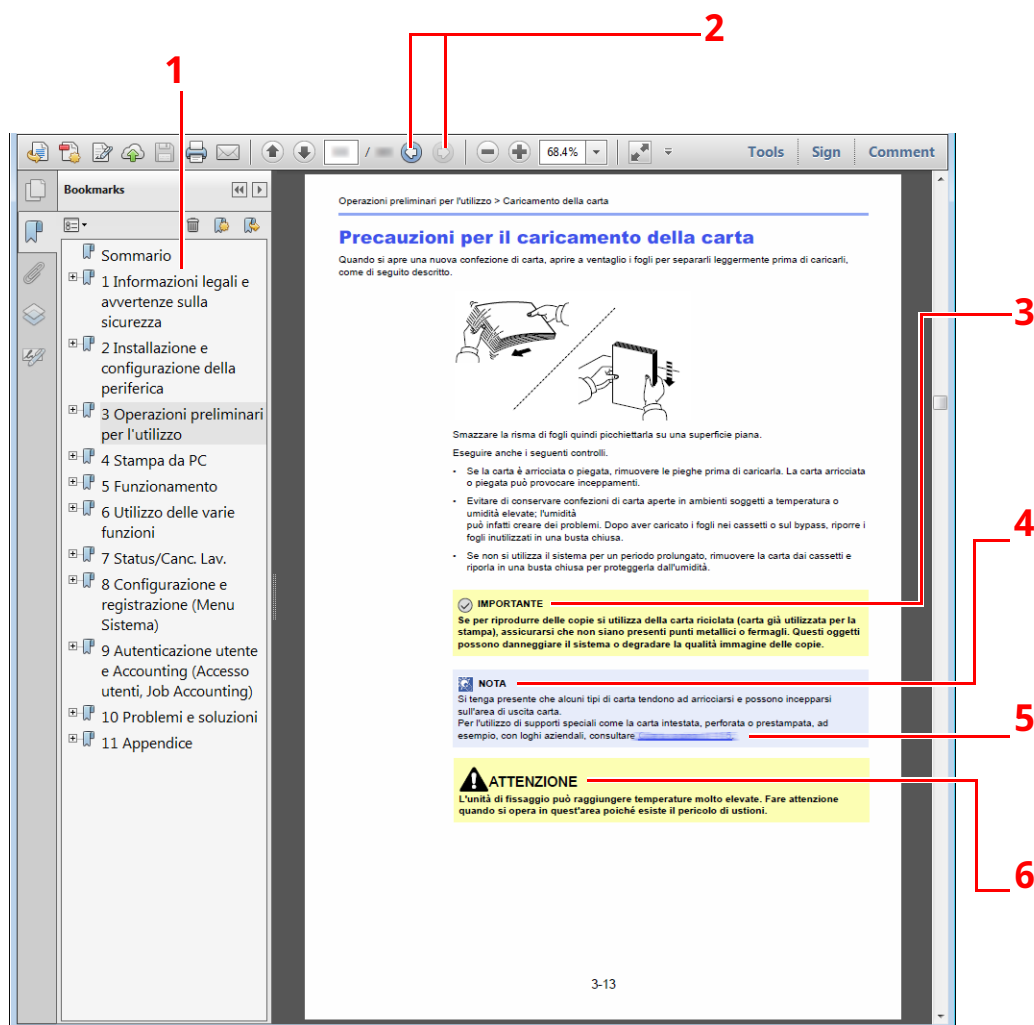 2
1
/
68.4%
Tools
Sign
Comment
Bookmarks
Sommario
1 Informazioni legali e
avvertenze sulla
sicurezza
2 Installazione e
configurazione della
periferica
3 Operazioni preliminari
per l'utilizzo
4 Stampa da PC
5 Funzionamento
6 Utilizzo delle varie
funzioni
7 Status/Canc. Lav.
8 Configurazione e
registrazione (Menu
Sistema)
9 Autenticazione utente
e Accounting (Accesso
utenti, Job Accounting)
10 Problemi e soluzioni
11 Appendice
Operazioni preliminari per l'utilizzo > Caricamento della carta
Precauzioni per il caricamento della carta
Quando si apre una nuova confezione di carta, aprire a ventaglio i fogli per separarli leggermente prima di caricarli,
come di seguito descritto.
3
Smazzare la risma di fogli quindi picchiettarla su una superficie piana.
Eseguire anche i seguenti controlli.
• Se la carta è arricciata o piegata, rimuovere le pieghe prima di caricarla. La carta arricciata
o piegata può provocare inceppamenti.
• Evitare di conservare confezioni di carta aperte in ambienti soggetti a temperatura o
umidità elevate; l'umidità
può infatti creare dei problemi. Dopo aver caricato i fogli nei cassetti o sul bypass, riporre i
fogli inutilizzati in una busta chiusa.
• Se non si utilizza il sistema per un periodo prolungato, rimuovere la carta dai cassetti e
riporla in una busta chiusa per proteggerla dall'umidità.
4
IMPORTANTE
Se per riprodurre delle copie si utilizza della carta riciclata (carta già utilizzata per la
stampa), assicurarsi che non siano presenti punti metallici o fermagli. Questi oggetti
possono danneggiare il sistema o degradare la qualità immagine delle copie.
NOTA
Si tenga presente che alcuni tipi di carta tendono ad arricciarsi e possono incepparsi
sull'area di uscita carta.
Per l'utilizzo di supporti speciali come la carta intestata, perforata o prestampata, ad
esempio, con loghi aziendali, consultare
5
ATTENZIONE
L'unità di fissaggio può raggiungere temperature molto elevate. Fare attenzione
quando si opera in quest'area poiché esiste il pericolo di ustioni.
6
3-13